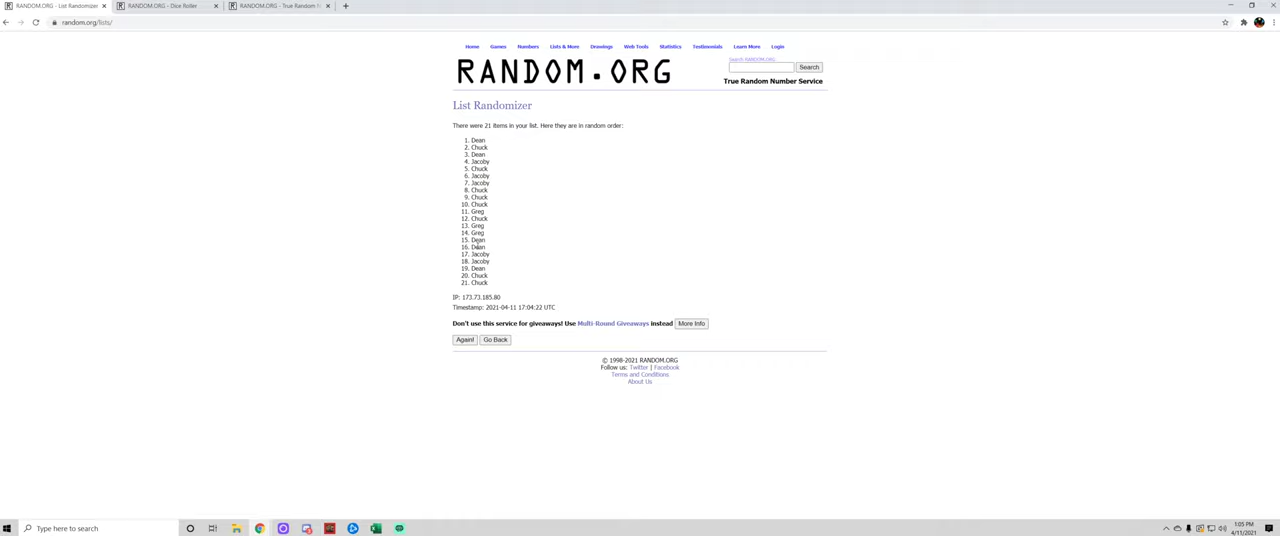 RANDOM.ORG - List Randomizer
RANDOM.ORG - Dice Roller
RANDOM.ORG - True Random N
random.org/lists/
Home Games Numbers Lists & More Drawings Web Tools Statistics Testimonials Learn More Login
RANDOM.ORG
Search RANDOM.ORG
Search
True Random Number Service
List Randomizer
There were 21 items in your list. Here they are in random order:
1. Dean
2. Chuck
3. Dean
4. Jacoby
5. Chuck
6. Jacoby
7. Jacoby
8. Chuck
9. Chuck
10. Chuck
11. Greg
12. Chuck
13. Greg
14. Greg
15. Dean
16. Dean
17. Jacoby
18. Jacoby
19. Dean
20. Chuck
21. Chuck
IP: 173.73.185.80
Timestamp: 2021-04-11 17:04:22 UTC
Don't use this service for giveaways! Use Multi-Round Giveaways instead More Info
Again! Go Back
© 1998-2021 RANDOM.ORG
Follow us: Twitter | Facebook
Terms and Conditions
About Us
Type here to search
1:05 PM
4/11/2021